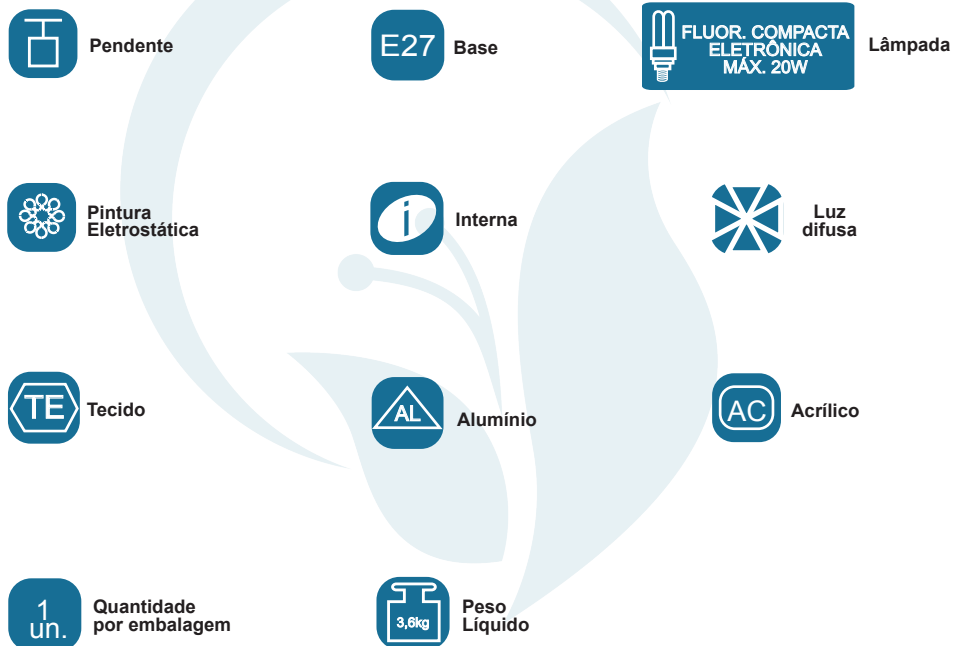 Pendente
E27
Base
FLUOR. COMPACTA
ELETRÔNICA
MÁX. 20W
Lâmpada
Pintura
Eletrostática
i
Interna
Luz
difusa
TE
Tecido
AL
Alumínio
AC
Acrílico
1
un.
Quantidade
por embalagem
3,6kg
Peso
Líquido